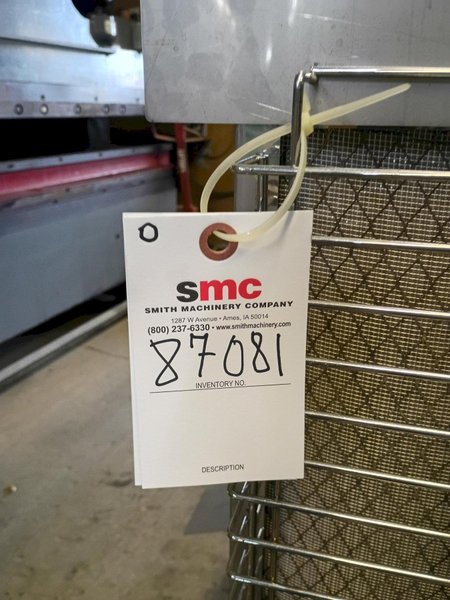 O
smc
SMITH MACHINERY COMPANY
1287 W Avenue • Ames, IA 50014
(800) 237-6330 • www.smithmachinery.com
87081
INVENTORY NO.
DESCRIPTION